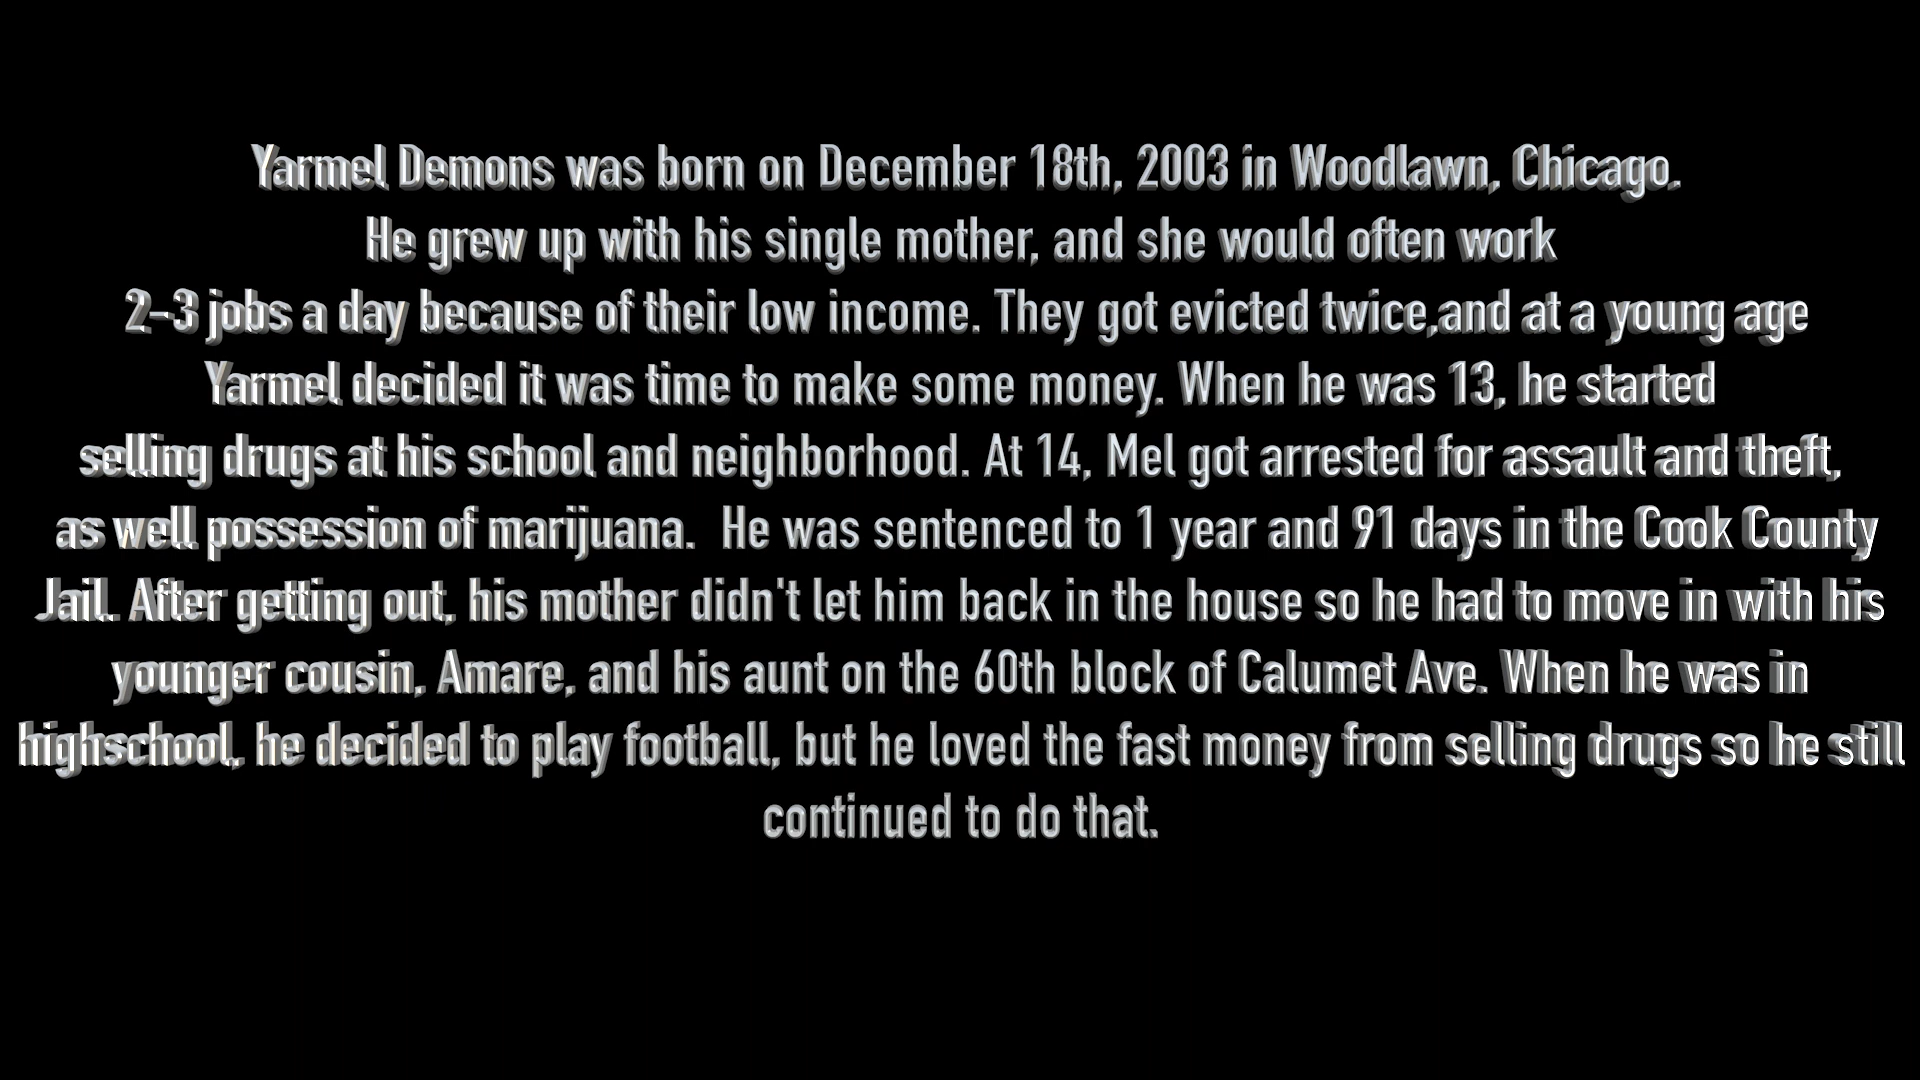 Yarmel Demons was born on December 18th, 2003 in Woodlawn, Chicago.
He grew up with his single mother, and she would often work
2-3 jobs a day because of their low income. They got evicted twice,and at a young age
Yarmel decided it was time to make some money. When he was 13, he started
selling drugs at his school and neighborhood. At 14, Mel got arrested for assault and theft,
as well possession of marijuana.  He was sentenced to 1 year and 91 days in the Cook County
Jail. After getting out, his mother didn't let him back in the house so he had to move in with his
younger cousin, Amare, and his aunt on the 60th block of Calumet Ave. When he was in
highschool, he decided to play football, but he loved the fast money from selling drugs so he still
continued to do that.